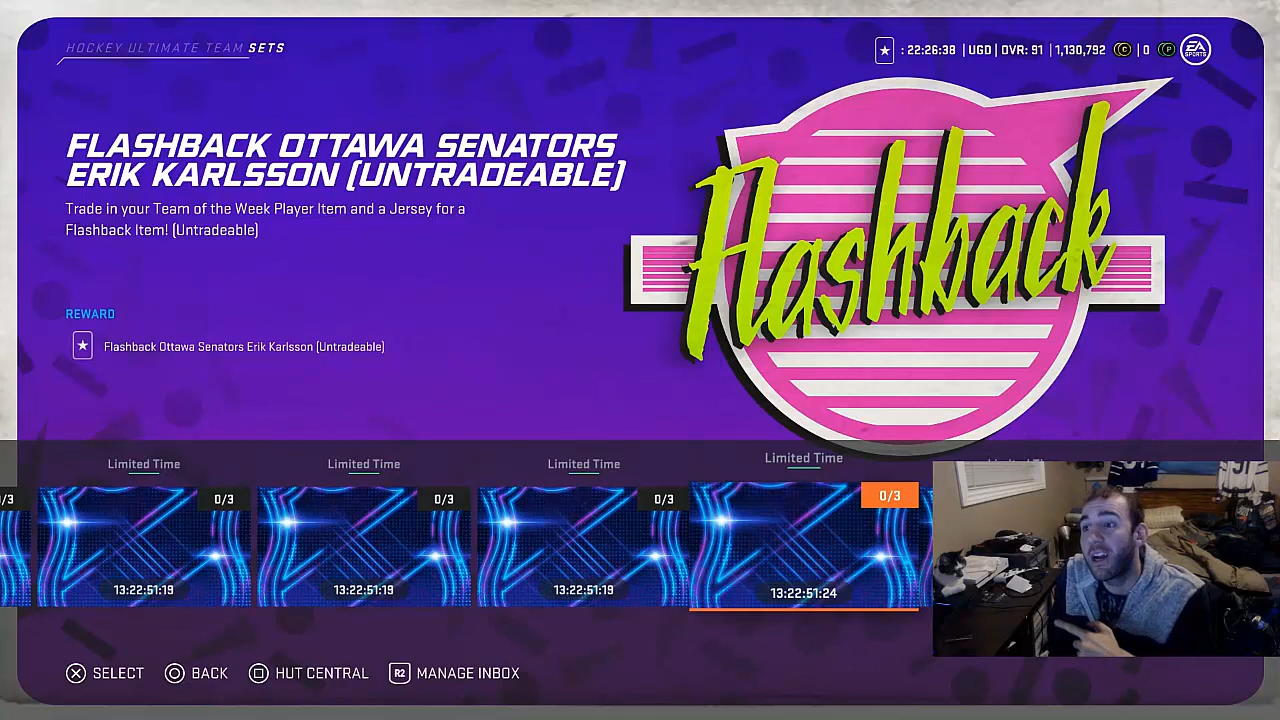 HOCKEY ULTIMATE TEAM SETS
: 22:26:38 | UGD | OVR: 91 | 1,130,792 C | 0 P EA SPORTS
FLASHBACK OTTAWA SENATORS
ERIK KARLSSON (UNTRADEABLE)
Trade in your Team of the Week Player Item and a Jersey for a
Flashback Item! (Untradeable)
Flashback
REWARD
Flashback Ottawa Senators Erik Karlsson (Untradeable)
Limited Time Limited Time Limited Time Limited Time
0/3 0/3 0/3 0/3
13:22:51:19 13:22:51:19 13:22:51:19 13:22:51:24
SELECT BACK HUT CENTRAL R2 MANAGE INBOX